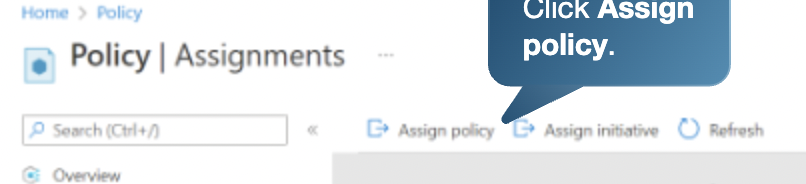 Home > Policy
Click Assign
policy.
Policy | Assignments ...
Search (Ctrl+/) «
Assign policy Assign initiative Refresh
Overview